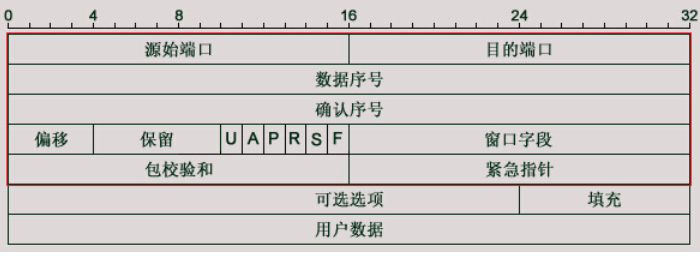 0 4 8 16 24 32
源始端口 目的端口
数据序号
确认序号
偏移 保留 U A P R S F 窗口字段
包校验和 紧急指针
可选选项 填充
用户数据